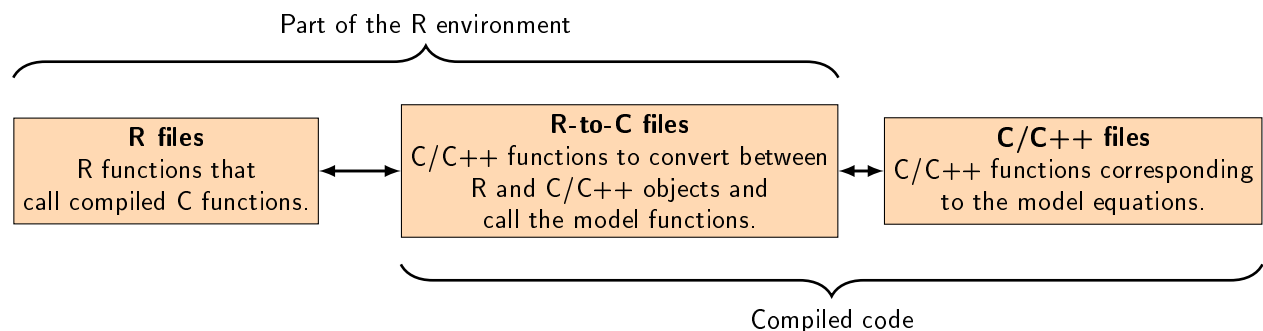 Part of the R environment
R files
R functions that
call compiled C functions.
R-to-C files
C/C++ functions to convert between
R and C/C++ objects and
call the model functions.
C/C++ files
C/C++ functions corresponding
to the model equations.
Compiled code